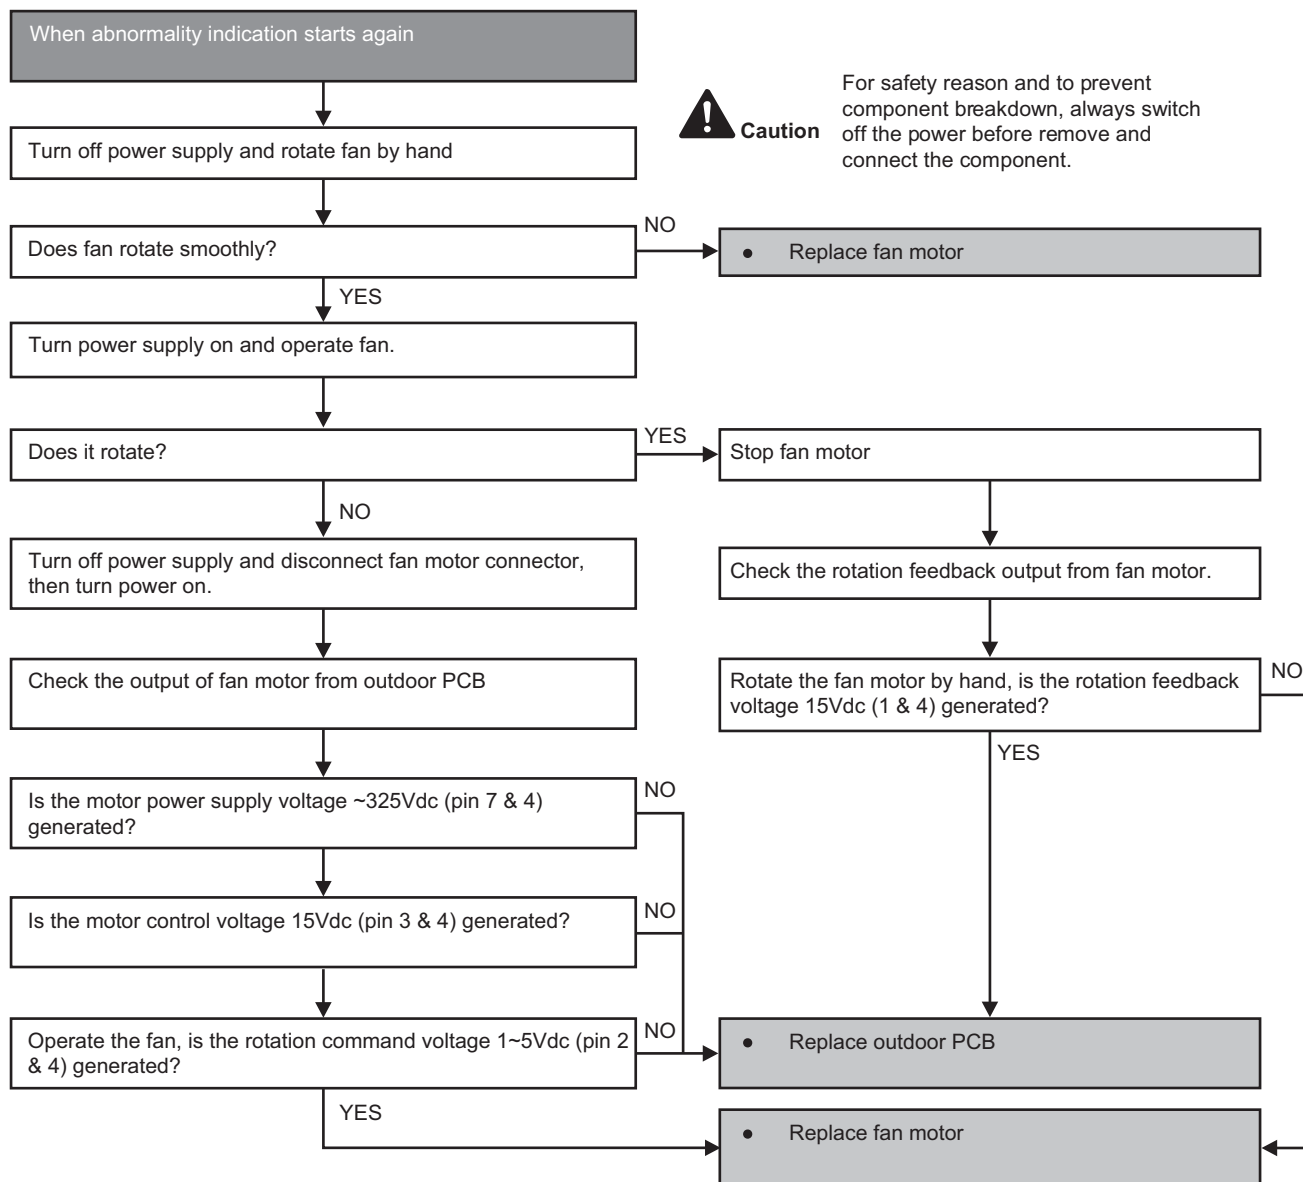 When abnormality indication starts again
Caution
For safety reason and to prevent
component breakdown, always switch
off the power before remove and
connect the component.
Turn off power supply and rotate fan by hand
Does fan rotate smoothly?
NO
● Replace fan motor
YES
Turn power supply on and operate fan.
Does it rotate?
YES
Stop fan motor
NO
Turn off power supply and disconnect fan motor connector,
then turn power on.
Check the rotation feedback output from fan motor.
Check the output of fan motor from outdoor PCB
Rotate the fan motor by hand, is the rotation feedback
voltage 15Vdc (1 & 4) generated?
NO
YES
Is the motor power supply voltage ~325Vdc (pin 7 & 4)
generated?
NO
Is the motor control voltage 15Vdc (pin 3 & 4) generated?
NO
Operate the fan, is the rotation command voltage 1~5Vdc (pin 2
& 4) generated?
NO
● Replace outdoor PCB
YES
● Replace fan motor